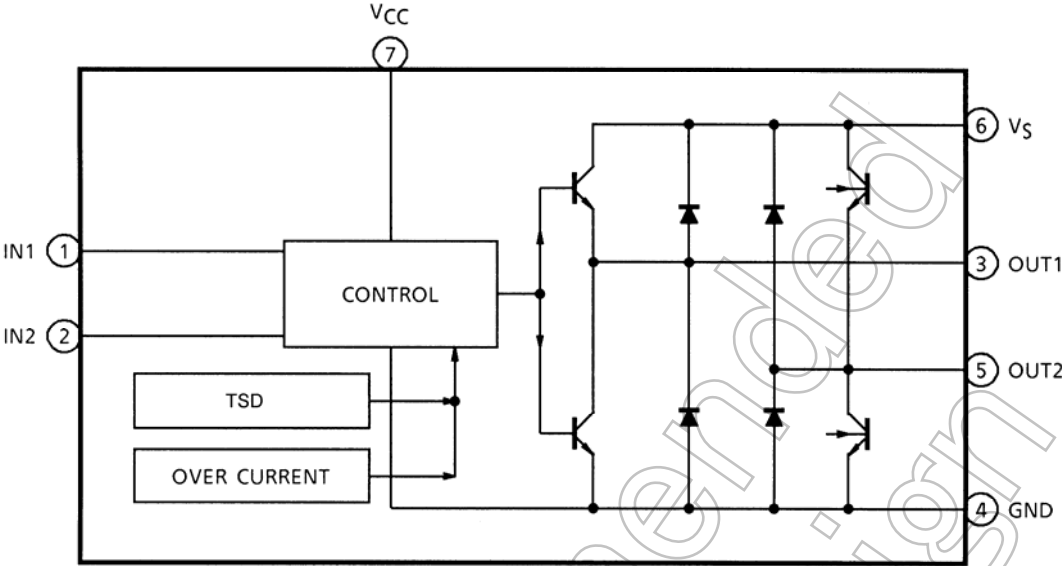 VCC
7
6 VS
IN1 1
3 OUT1
CONTROL
IN2 2
5 OUT2
TSD
OVER CURRENT
4 GND